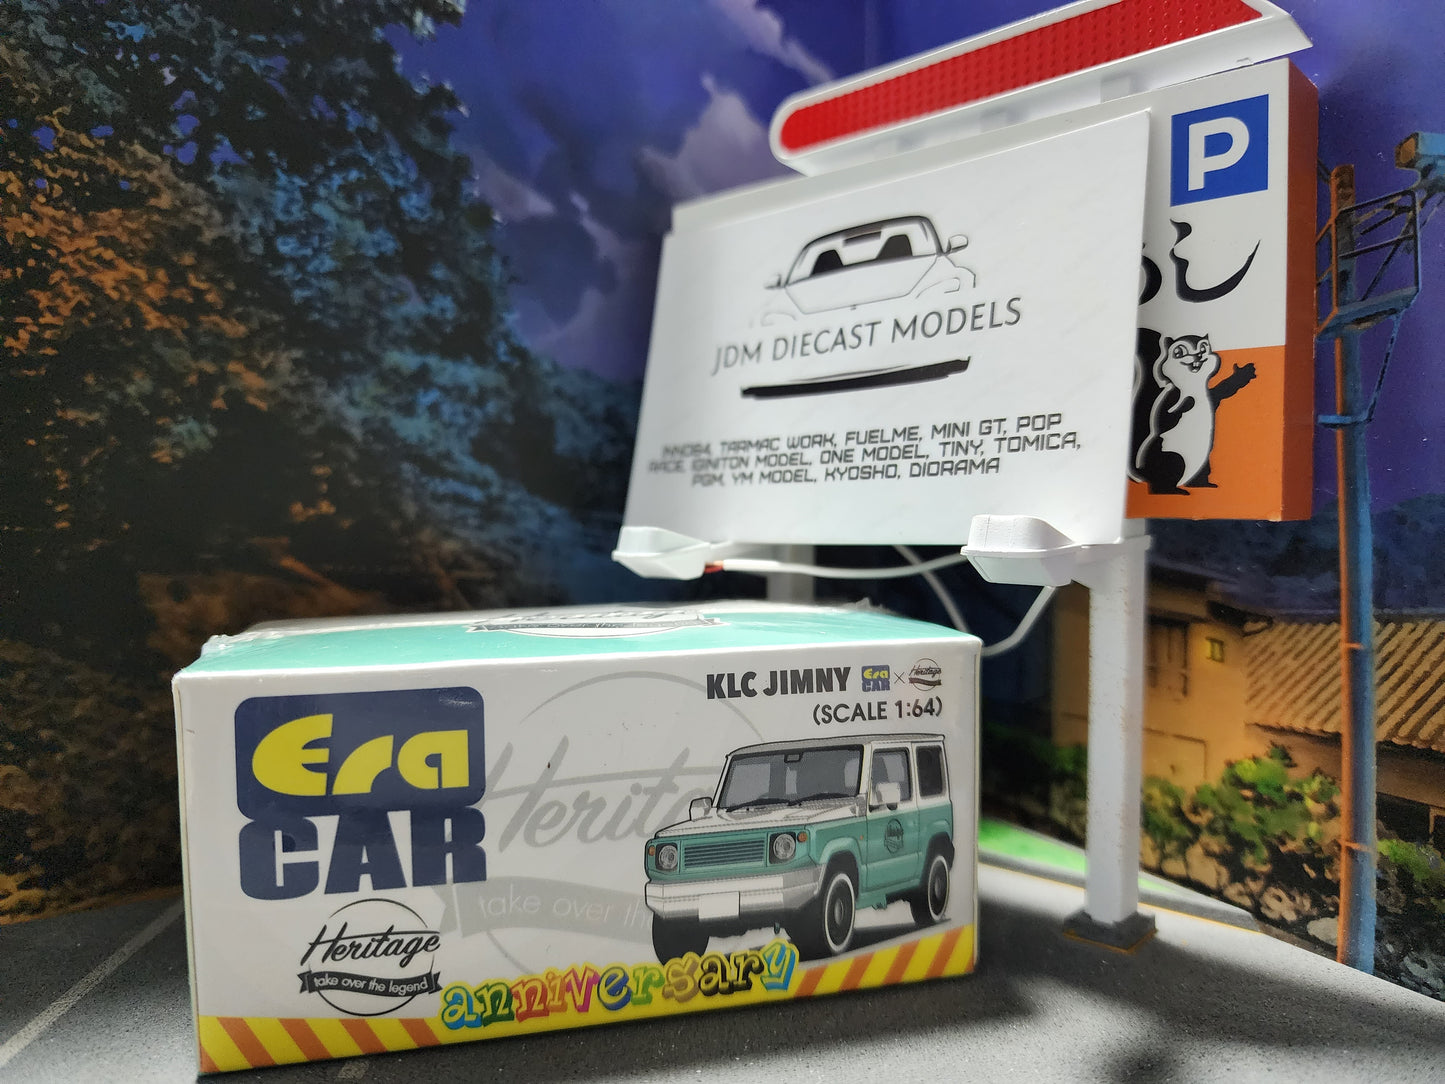 P
JDM DIECAST MODELS
INNO64, TARMAC WORK, FUELME, MINI GT, POP
RACE, IGNITON MODEL, ONE MODEL, TINY, TOMICA,
PGM, YM MODEL, KYOSHO, DIORAMA
Era
CAR
KLC JIMNY Era CAR × Heritage
(SCALE 1:64)
Heritage
take over the
Heritage
take over the legend
anniversary